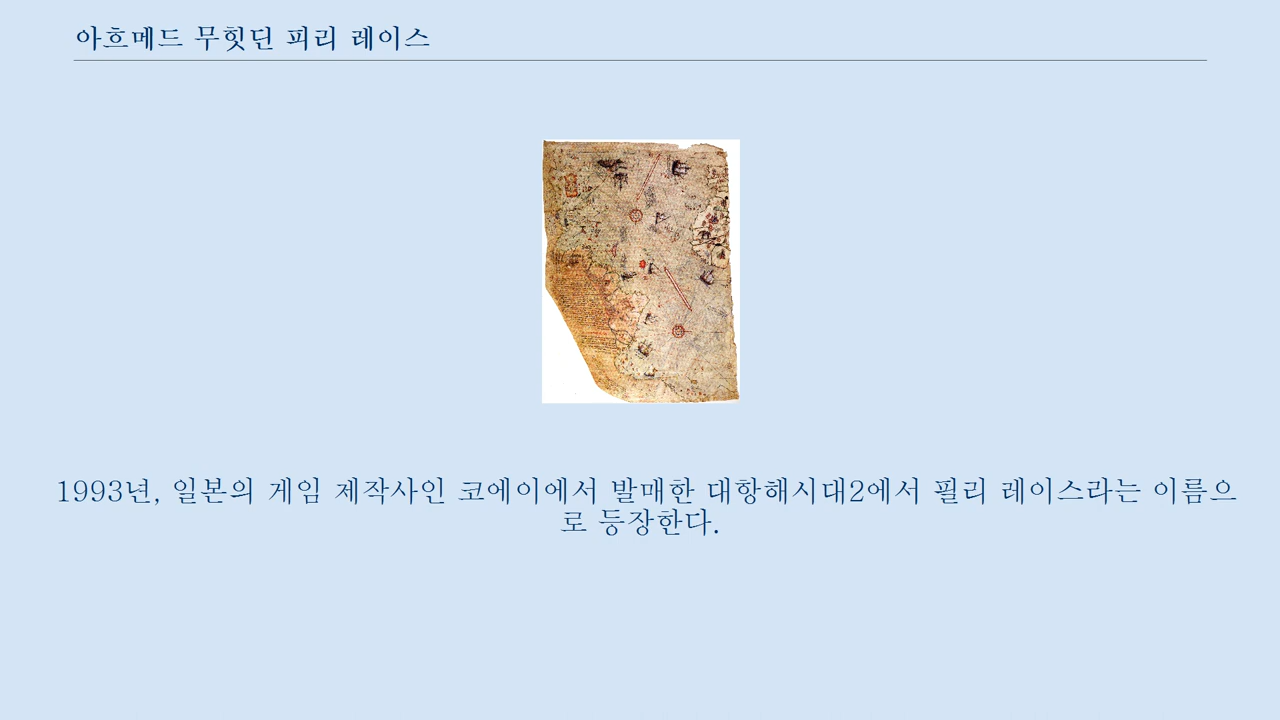 아흐메드 무힛딘 피리 레이스
1993년, 일본의 게임 제작사인 코에이에서 발매한 대항해시대2에서 필리 레이스라는 이름으
로 등장한다.